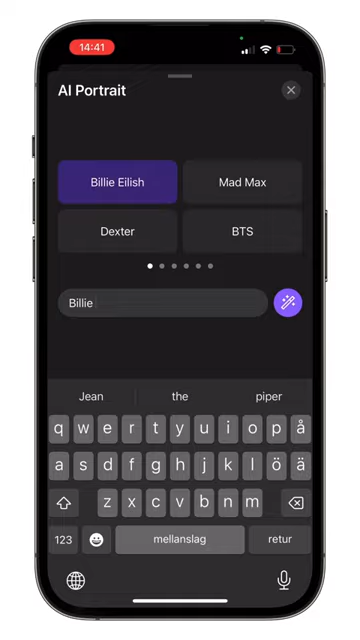 14:41
AI Portrait
Billie Eilish
Mad Max
Dexter
BTS
Billie
Jean the piper
q w e r t y u i o p å
a s d f g h j k l ö ä
z x c v b n m
123 mellanslag retur